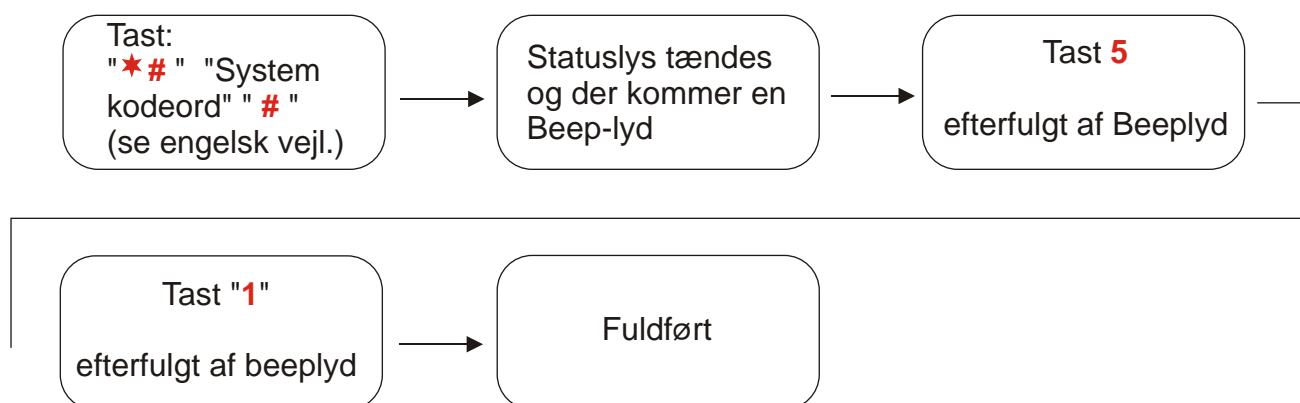 Tast:
"✶# " "System
kodeord" " # "
(se engelsk vejl.)
Statuslys tændes
og der kommer en
Beep-lyd
Tast 5
efterfulgt af Beeplyd
Tast "1"
efterfulgt af beeplyd
Fuldført